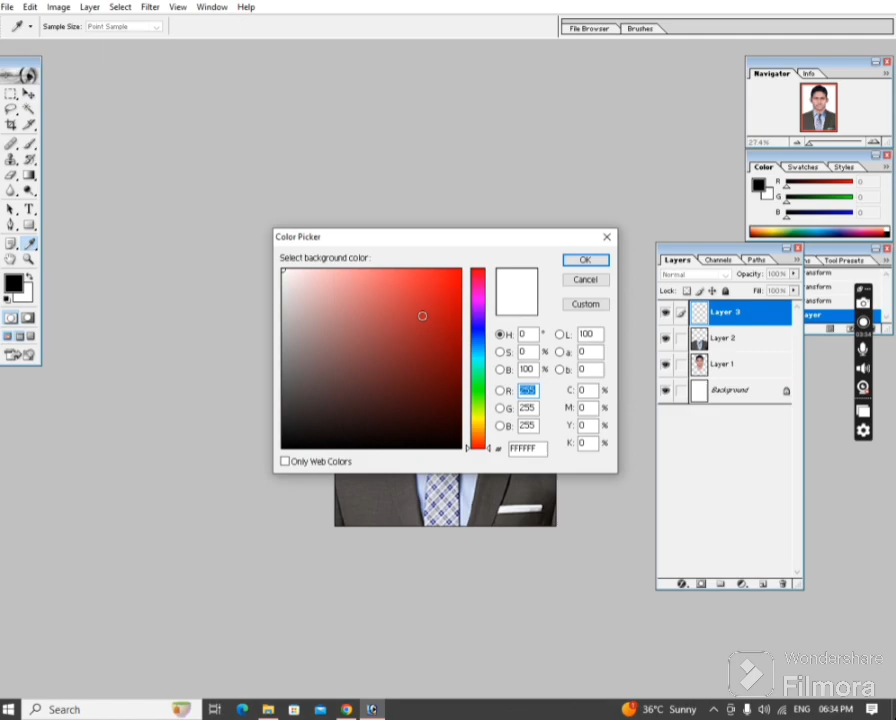 File Edit Image Layer Select Filter View Window Help
Sample Size: Point Sample
File Browser Brushes
Navigator Info
27.4%
Color Swatches Styles
R 0
G 0
B 0
Color Picker
Select background color:
OK
Cancel
Custom
H: 0 °
S: 0 %
B: 100 %
R: 255
G: 255
B: 255
L: 100
a: 0
b: 0
C: 0 %
M: 0 %
Y: 0 %
K: 0 %
# FFFFFF
Only Web Colors
Layers Channels Paths
Normal Opacity: 100%
Lock: Fill: 100%
Layer 3
Layer 2
Layer 1
Background
Tool Presets
Wondershare
Filmora
Search
36°C Sunny
ENG 06:34 PM